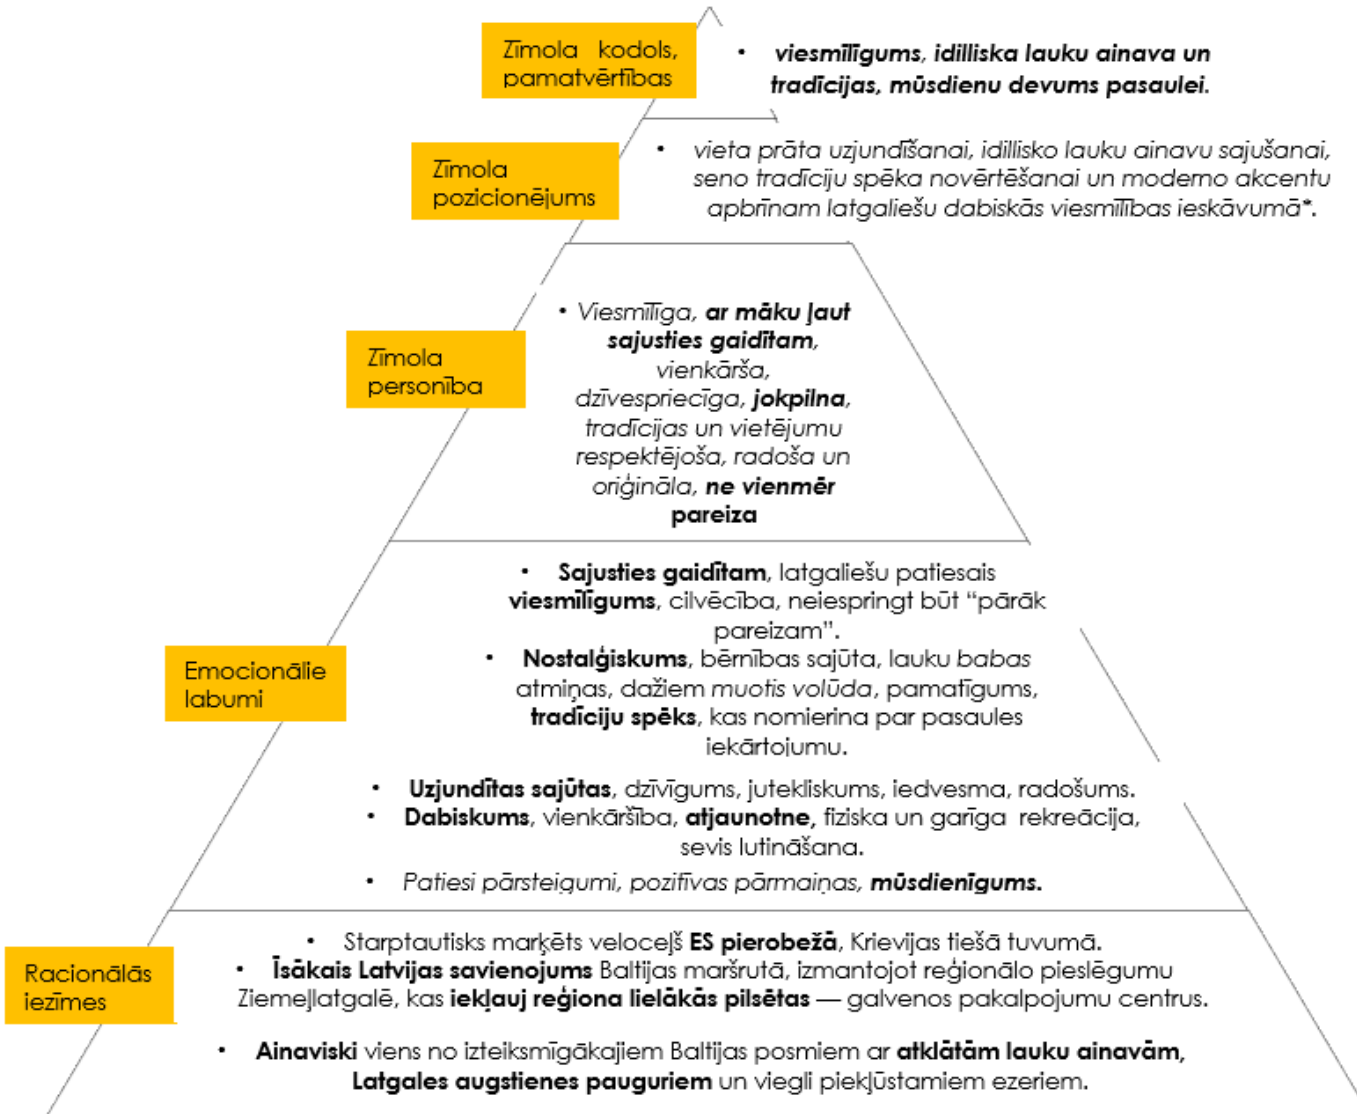 Zīmola kodols,
pamatvērtības
• viesmīlīgums, idilliska lauku ainava un
tradīcijas, mūsdienu devums pasaulei.
Zīmola
pozicionējums
• vieta prāta uzjundīšanai, idillisko lauku ainavu sajušanai,
seno tradīciju spēka novērtēšanai un moderno akcentu
apbrīnam latgaliešu dabiskās viesmīlības ieskāvumā*.
Zīmola
personība
• Viesmīlīga, ar māku ļaut
sajusties gaidītam,
vienkārša,
dzīvespriecīga, jokpilna,
tradīcijas un vietējumu
respektējoša, radoša un
oriģināla, ne vienmēr
pareiza
Emocionālie
labumi
• Sajusties gaidītam, latgaliešu patiesais
viesmīlīgums, cilvēcība, neiespringt būt “pārāk
pareizam”.
• Nostalģiskums, bērnības sajūta, lauku babas
atmiņas, dažiem muotis volūda, pamatīgums,
tradīciju spēks, kas nomierina par pasaules
iekārtojumu.
• Uzjundītas sajūtas, dzīvīgums, jutekliskums, iedvesma, radošums.
• Dabiskums, vienkāršība, atjaunotne, fiziska un garīga rekreācija,
sevis lutināšana.
• Patiesi pārsteigumi, pozitīvas pārmaiņas, mūsdienīgums.
Racionālās
iezīmes
• Starptautisks marķēts veloceļš ES pierobežā, Krievijas tiešā tuvumā.
• Īsākais Latvijas savienojums Baltijas maršrutā, izmantojot reģionālo pieslēgumu
Ziemeļlatgalē, kas iekļauj reģiona lielākās pilsētas — galvenos pakalpojumu centrus.
• Ainaviski viens no izteiksmīgākajiem Baltijas posmiem ar atklātām lauku ainavām,
Latgales augstienes pauguriem un viegli piekļūstamiem ezeriem.